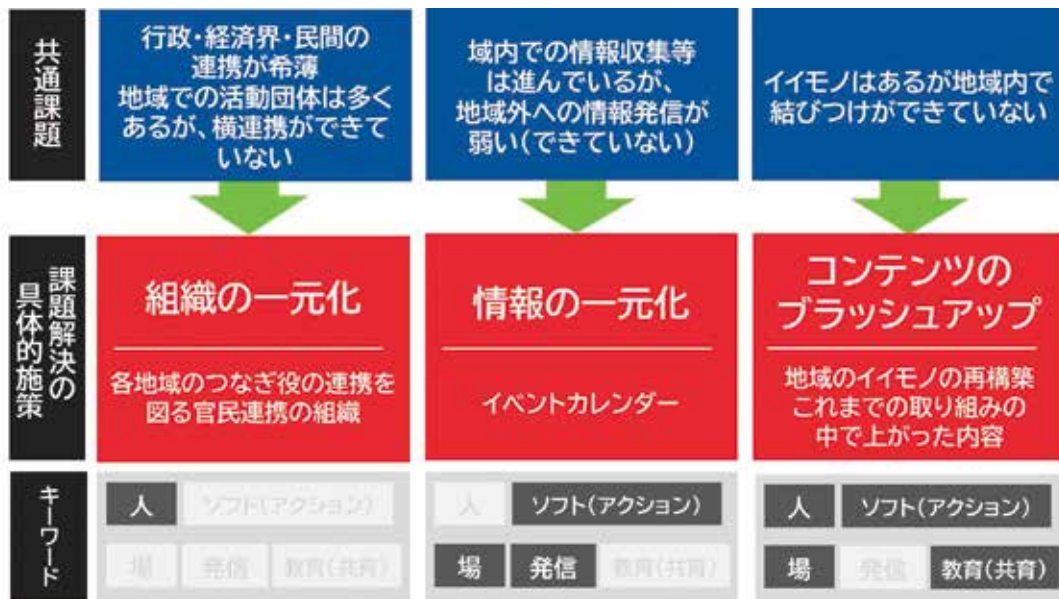 共通課題
行政・経済界・民間の
連携が希薄
地域での活動団体は多く
あるが、横連携ができて
いない
域内での情報収集等
は進んでいるが、
地域外への情報発信が
弱い(できていない)
イイモノはあるが地域内で
結びつけができていない
課題解決の
具体的施策
組織の一元化
各地域のつなぎ役の連携を
図る官民連携の組織
情報の一元化
イベントカレンダー
コンテンツの
ブラッシュアップ
地域のイイモノの再構築
これまでの取り組みの
中で上がった内容
キーワード
人 ソフト(アクション)
場 発信 教育(共育)
人 ソフト(アクション)
場 発信 教育(共育)
人 ソフト(アクション)
場 発信 教育(共育)